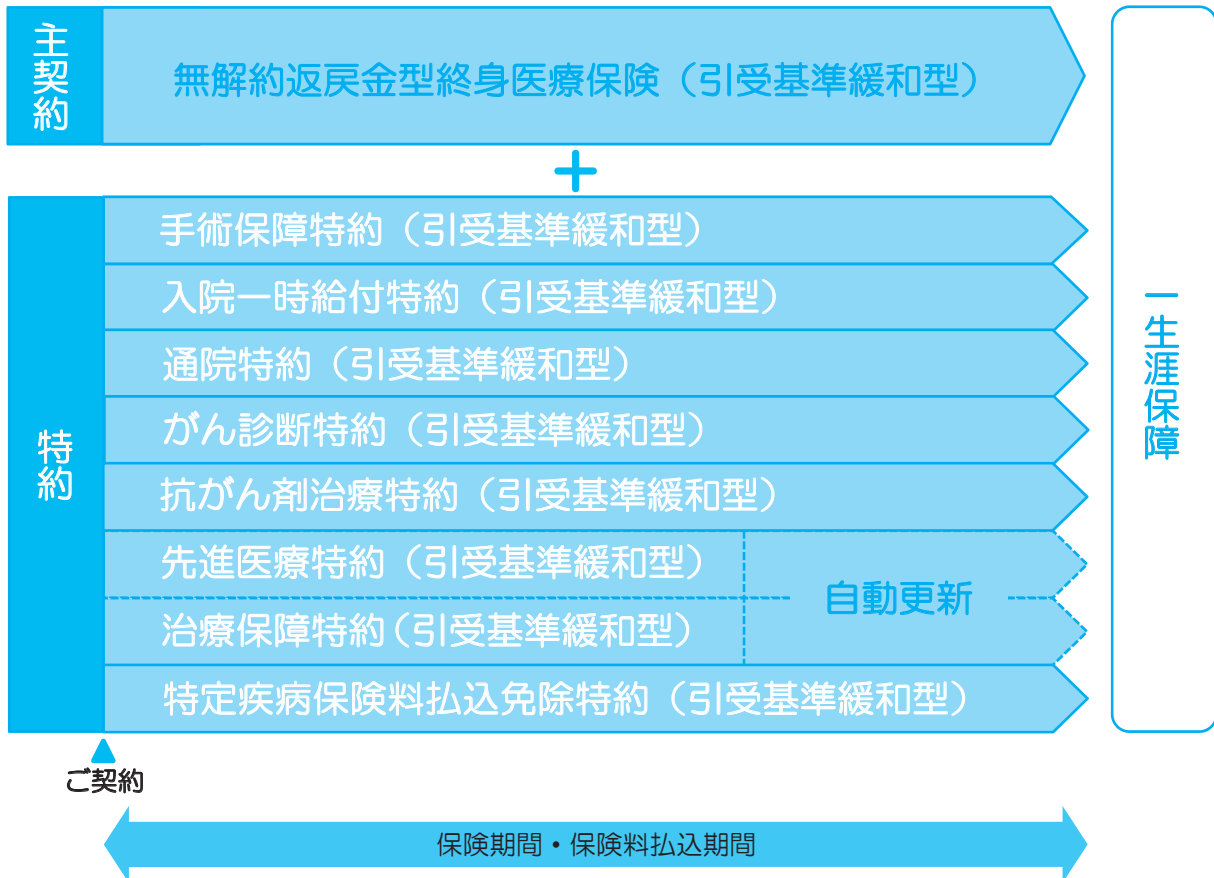 主契約
無解約返戻金型終身医療保険（引受基準緩和型）
+
特約
手術保障特約（引受基準緩和型）
入院一時給付特約（引受基準緩和型）
通院特約（引受基準緩和型）
がん診断特約（引受基準緩和型）
抗がん剤治療特約（引受基準緩和型）
先進医療特約（引受基準緩和型）
治療保障特約（引受基準緩和型）
自動更新
特定疾病保険料払込免除特約（引受基準緩和型）
一生涯保障
ご契約
保険期間・保険料払込期間